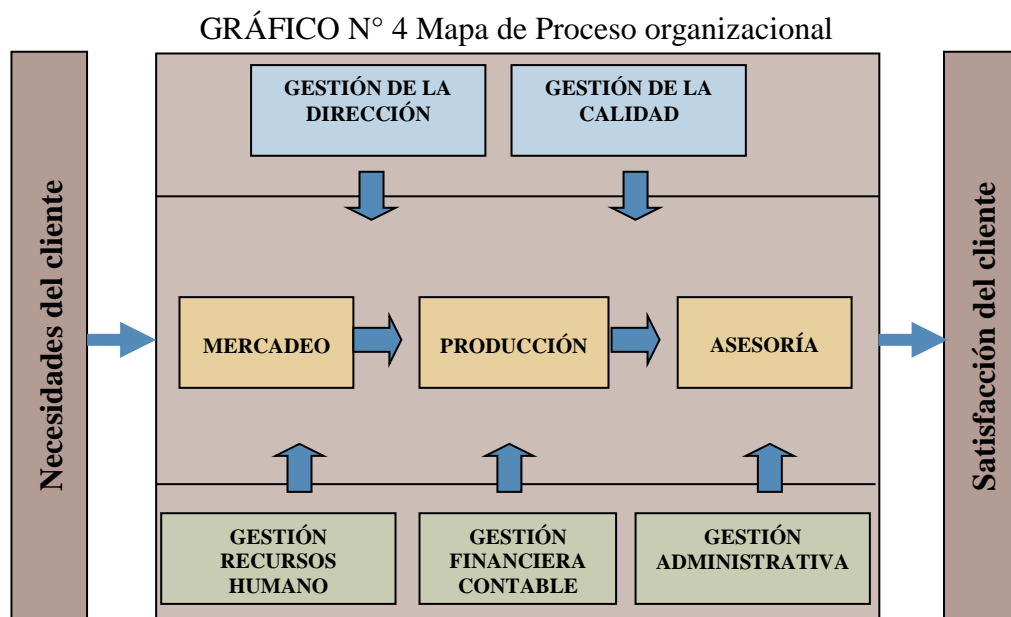 GRÁFICO N° 4 Mapa de Proceso organizacional
Necesidades del cliente
GESTIÓN DE LA
DIRECCIÓN
GESTIÓN DE LA
CALIDAD
MERCADEO
PRODUCCIÓN
ASESORÍA
GESTIÓN
RECURSOS
HUMANO
GESTIÓN
FINANCIERA
CONTABLE
GESTIÓN
ADMINISTRATIVA
Satisfacción del cliente